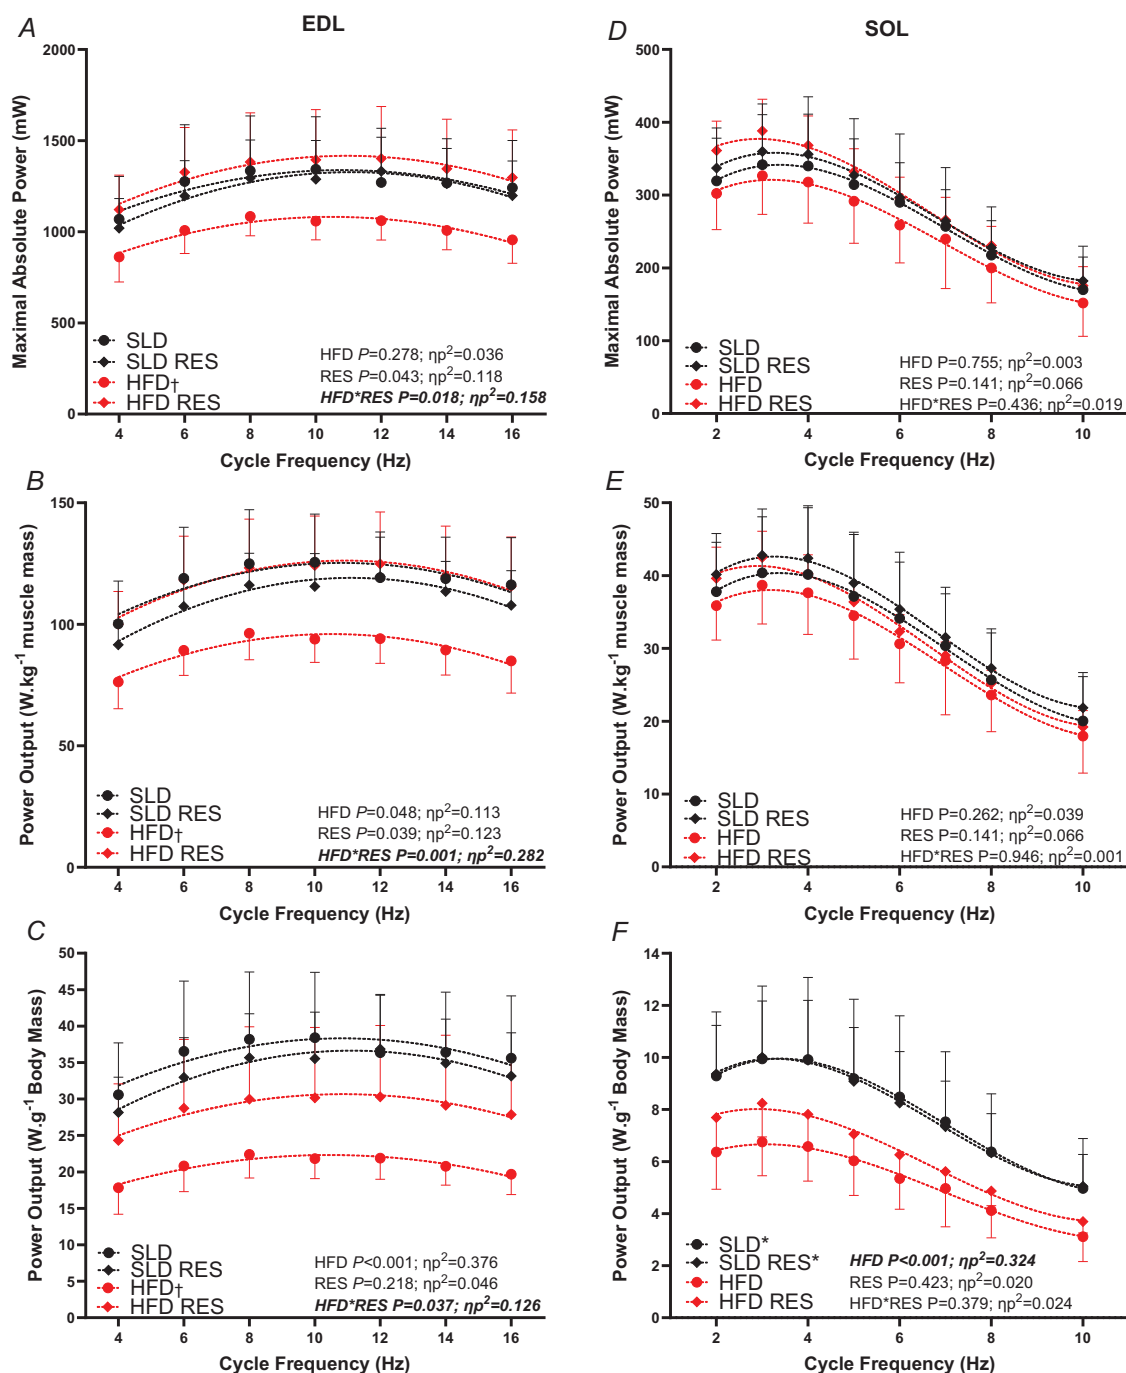 A
EDL
2000
1500
1000
500
0
Maximal Absolute Power (mW)
SLD
SLD RES
HFD†
HFD RES
HFD P=0.278; ηp²=0.036
RES P=0.043; ηp²=0.118
HFD*RES P=0.018; ηp²=0.158
4 6 8 10 12 14 16
Cycle Frequency (Hz)
D
SOL
500
400
300
200
100
0
Maximal Absolute Power (mW)
SLD
SLD RES
HFD
HFD RES
HFD P=0.755; ηp²=0.003
RES P=0.141; ηp²=0.066
HFD*RES P=0.436; ηp²=0.019
2 4 6 8 10
Cycle Frequency (Hz)
B
150
100
50
0
Power Output (W.kg⁻¹ muscle mass)
SLD
SLD RES
HFD†
HFD RES
HFD P=0.048; ηp²=0.113
RES P=0.039; ηp²=0.123
HFD*RES P=0.001; ηp²=0.282
4 6 8 10 12 14 16
Cycle Frequency (Hz)
E
50
40
30
20
10
0
Power Output (W.kg⁻¹ muscle mass)
SLD
SLD RES
HFD
HFD RES
HFD P=0.262; ηp²=0.039
RES P=0.141; ηp²=0.066
HFD*RES P=0.946; ηp²=0.001
2 4 6 8 10
Cycle Frequency (Hz)
C
50
45
40
35
30
25
20
15
10
5
0
Power Output (W.g⁻¹ Body Mass)
SLD
SLD RES
HFD†
HFD RES
HFD P<0.001; ηp²=0.376
RES P=0.218; ηp²=0.046
HFD*RES P=0.037; ηp²=0.126
4 6 8 10 12 14 16
Cycle Frequency (Hz)
F
14
12
10
8
6
4
2
0
Power Output (W.g⁻¹ Body Mass)
SLD*
SLD RES*
HFD
HFD RES
HFD P<0.001; ηp²=0.324
RES P=0.423; ηp²=0.020
HFD*RES P=0.379; ηp²=0.024
2 4 6 8 10
Cycle Frequency (Hz)